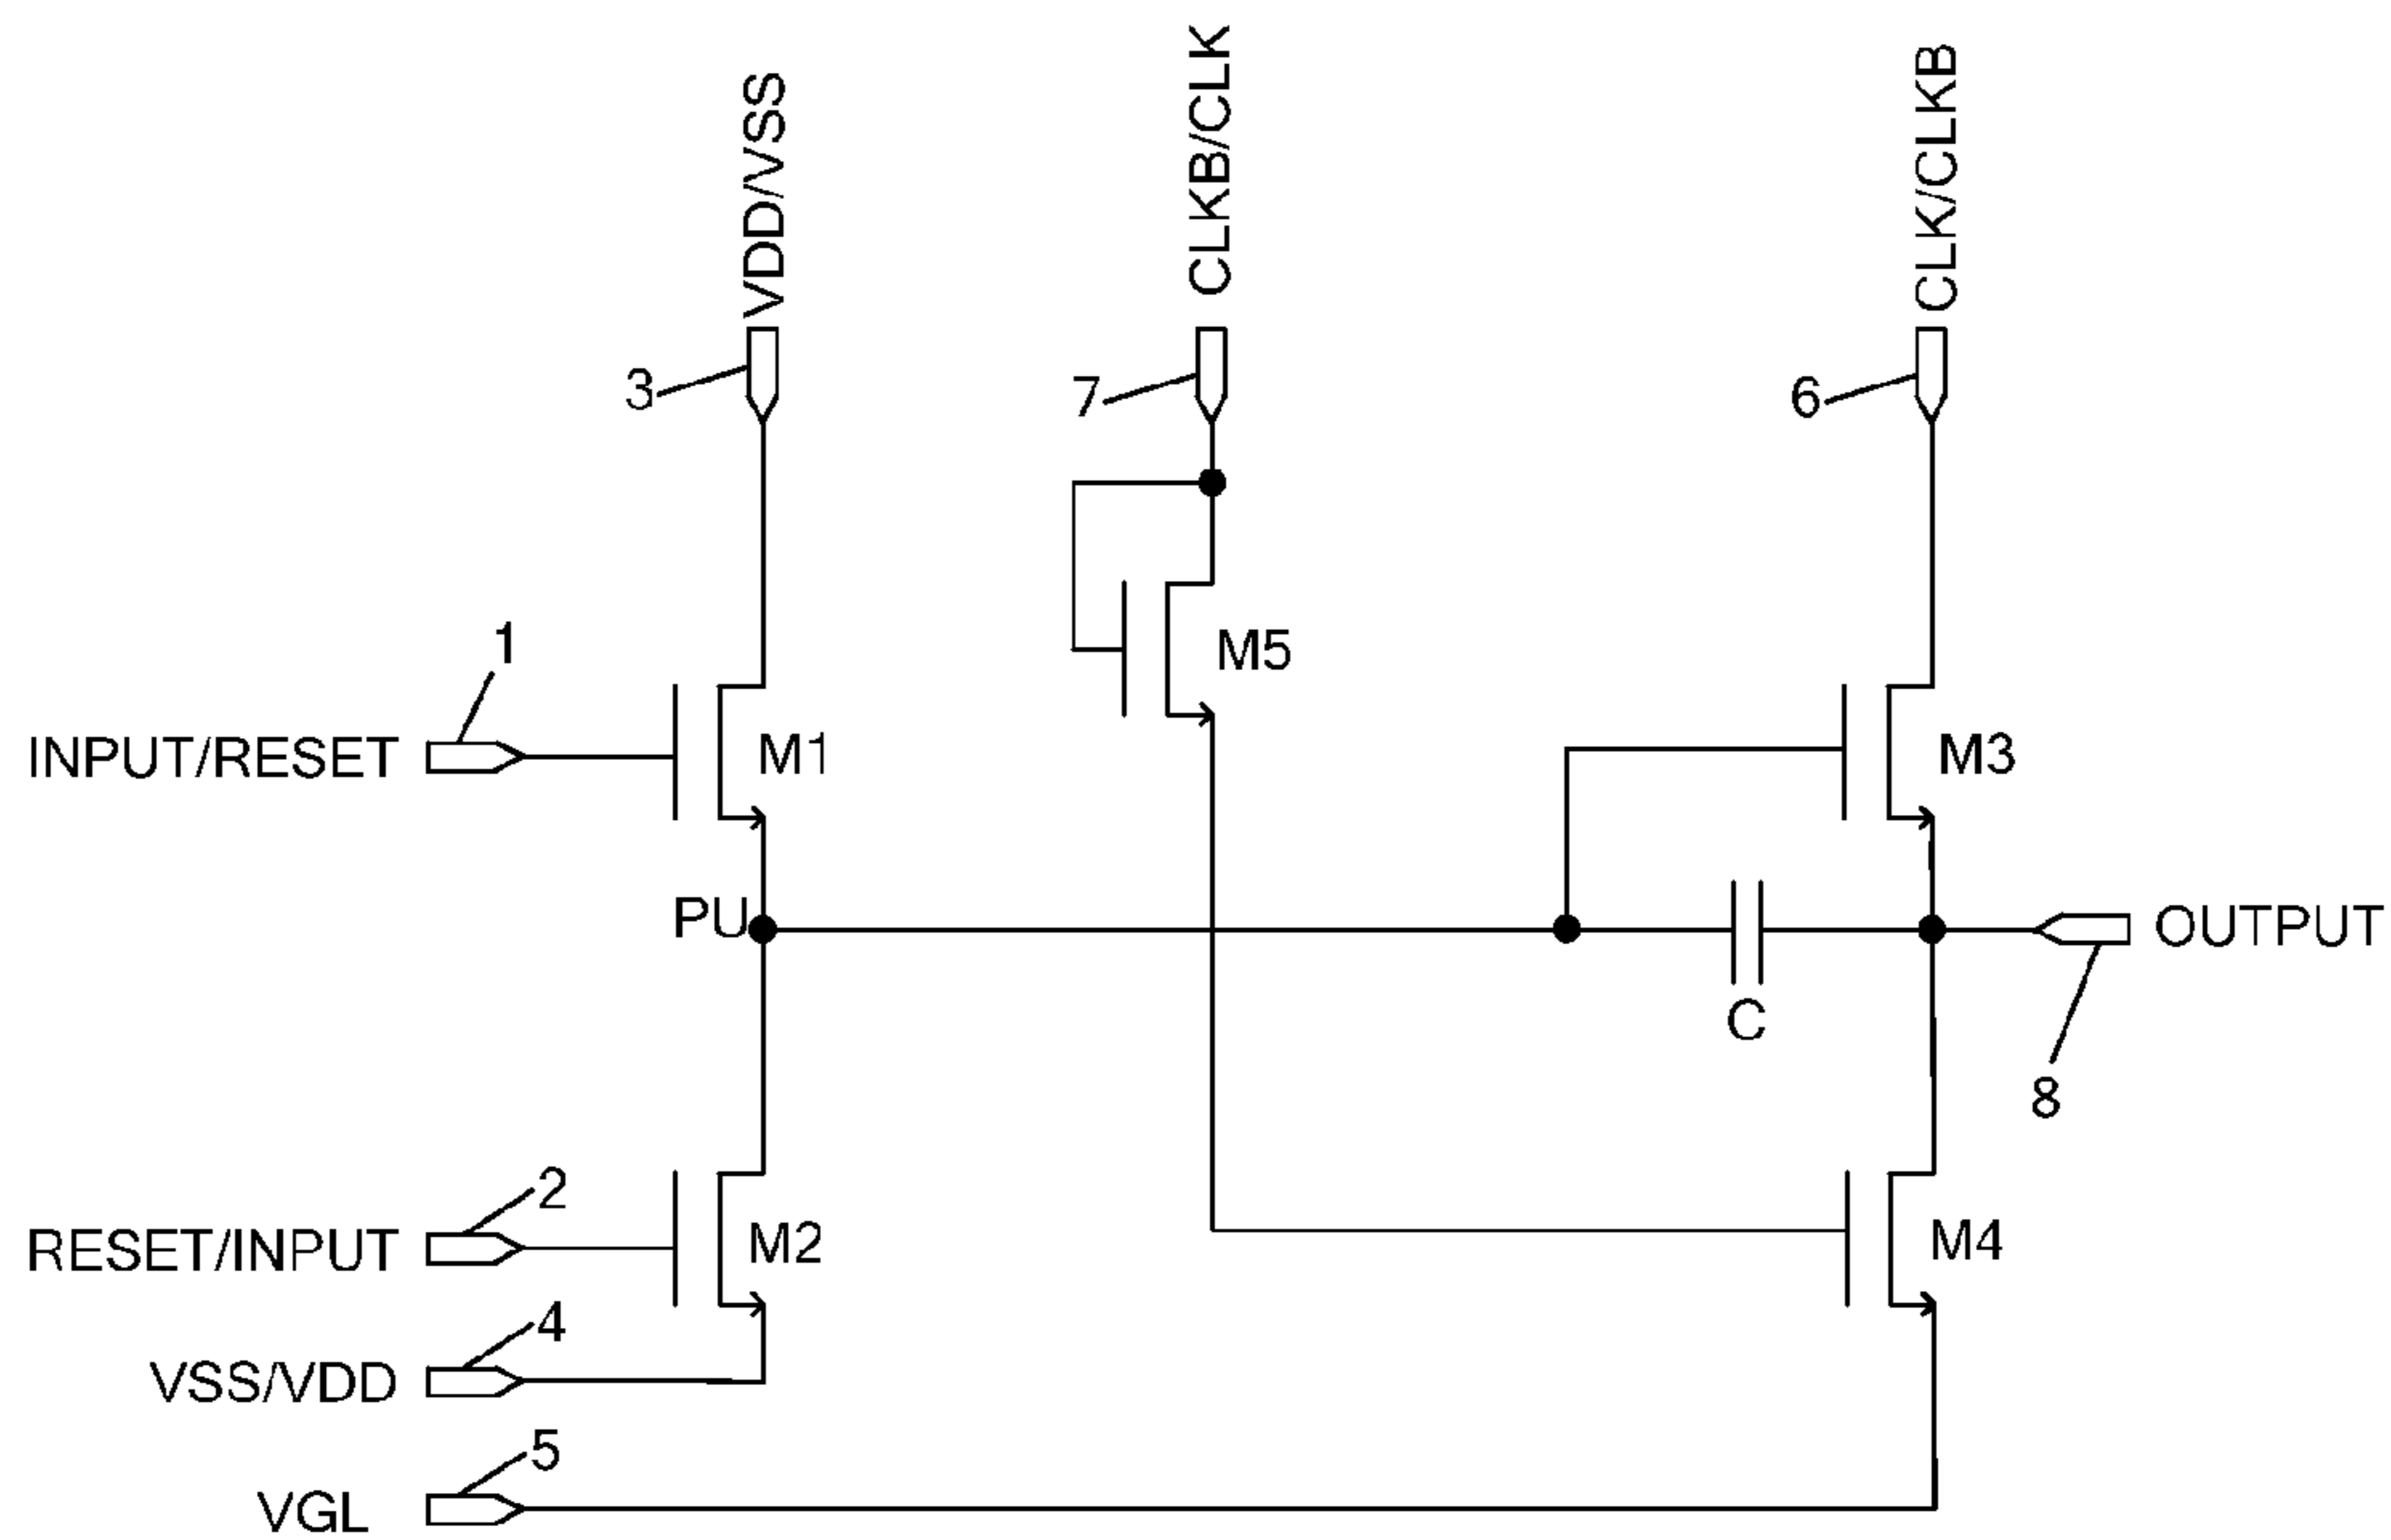 VDD/VSS
CLKB/CLK
CLK/CLKB
3
7
6
1
M5
INPUT/RESET
M1
M3
PU
OUTPUT
C
8
2
RESET/INPUT
M2
M4
4
VSS/VDD
5
VGL